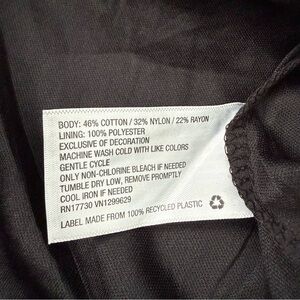 BODY: 46% COTTON / 32% NYLON / 22% RAYON
LINING: 100% POLYESTER
EXCLUSIVE OF DECORATION
MACHINE WASH COLD WITH LIKE COLORS
GENTLE CYCLE
ONLY NON-CHLORINE BLEACH IF NEEDED
TUMBLE DRY LOW, REMOVE PROMPTLY
COOL IRON IF NEEDED
RN17730 VN1299629
LABEL MADE FROM 100% RECYCLED PLASTIC